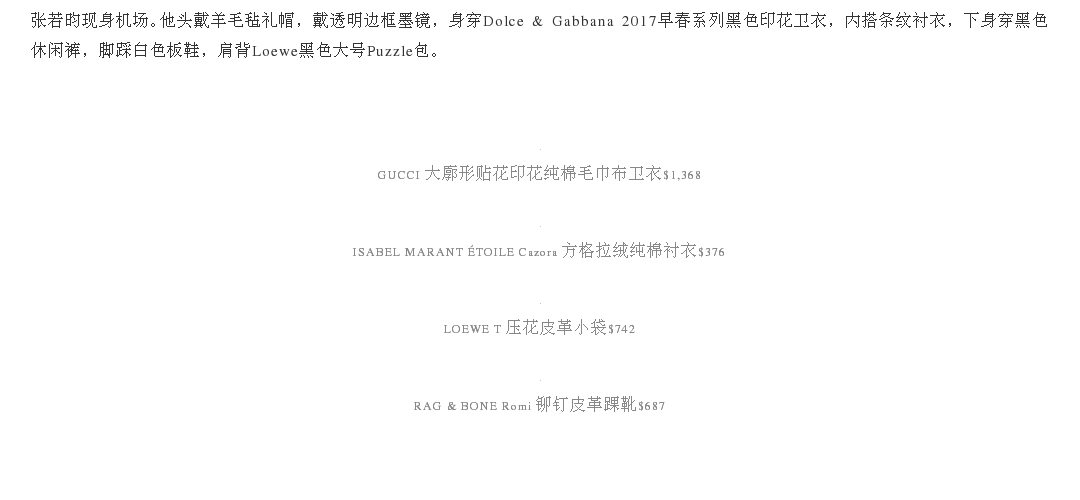 张若昀现身机场。他头戴羊毛毡礼帽，戴透明边框墨镜，身穿Dolce & Gabbana 2017早春系列黑色印花卫衣，内搭条纹衬衣，下身穿黑色
休闲裤，脚踩白色板鞋，肩背Loewe黑色大号Puzzle包。
GUCCI 大廓形贴花印花纯棉毛巾布卫衣$1,368
ISABEL MARANT ÉTOILE Cazora 方格拉绒纯棉衬衣$376
LOEWE T 压花皮革小袋$742
RAG & BONE Romi 铆钉皮革踝靴$687